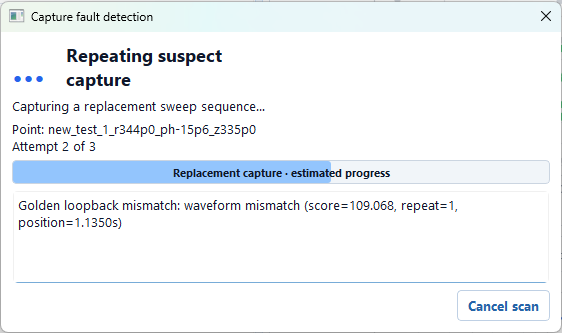 Capture fault detection
Repeating suspect
capture
Capturing a replacement sweep sequence...
Point: new_test_1_r344p0_ph-15p6_z335p0
Attempt 2 of 3
Replacement capture · estimated progress
Golden loopback mismatch: waveform mismatch (score=109.068, repeat=1,
position=1.1350s)
Cancel scan